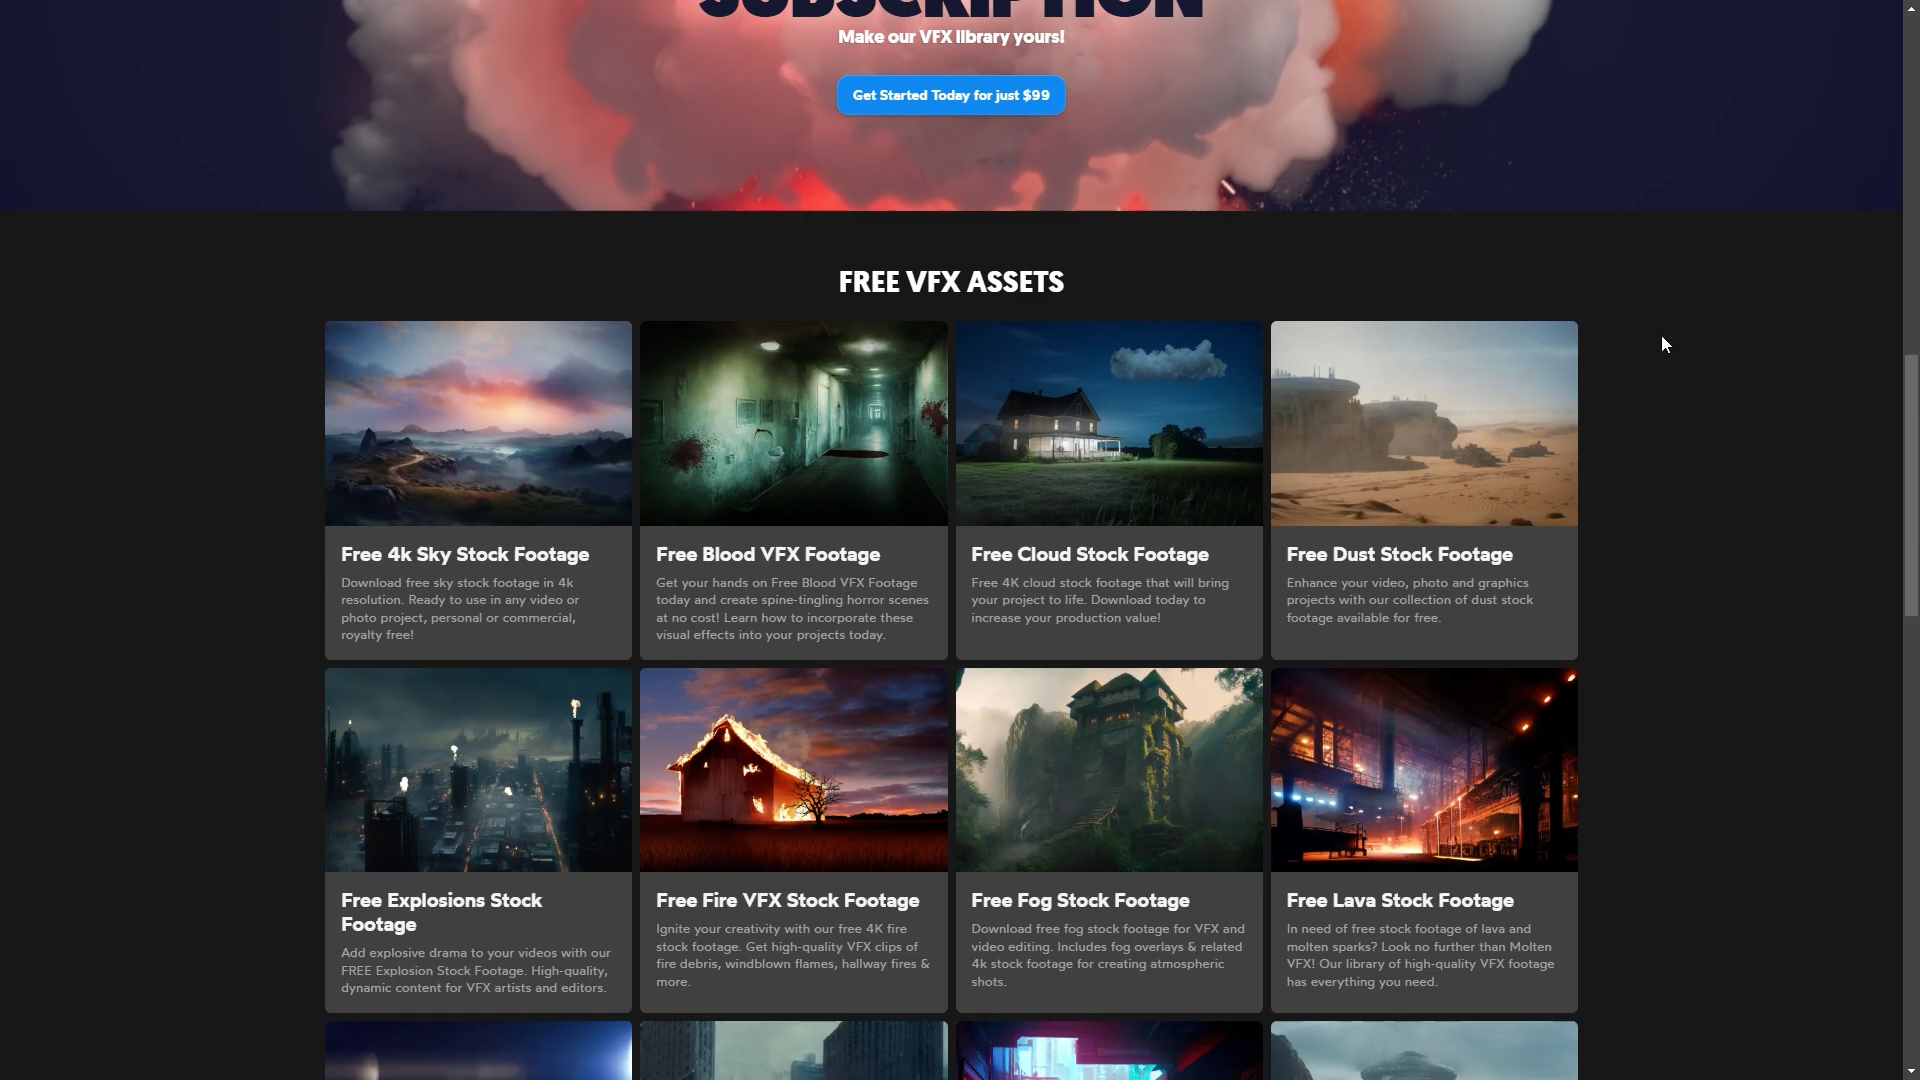 SUBSCRIPTION
Make our VFX library yours!
Get Started Today for just $99
FREE VFX ASSETS
Free 4k Sky Stock Footage
Download free sky stock footage in 4k
resolution. Ready to use in any video or
photo project, personal or commercial,
royalty free!
Free Blood VFX Footage
Get your hands on Free Blood VFX Footage
today and create spine-tingling horror scenes
at no cost! Learn how to incorporate these
visual effects into your projects today.
Free Cloud Stock Footage
Free 4K cloud stock footage that will bring
your project to life. Download today to
increase your production value!
Free Dust Stock Footage
Enhance your video, photo and graphics
projects with our collection of dust stock
footage available for free.
Free Explosions Stock
Footage
Add explosive drama to your videos with our
FREE Explosion Stock Footage. High-quality,
dynamic content for VFX artists and editors.
Free Fire VFX Stock Footage
Ignite your creativity with our free 4K fire
stock footage. Get high-quality VFX clips of
fire debris, windblown flames, hallway fires &
more.
Free Fog Stock Footage
Download free fog stock footage for VFX and
video editing. Includes fog overlays & related
4k stock footage for creating atmospheric
shots.
Free Lava Stock Footage
In need of free stock footage of lava and
molten sparks? Look no further than Molten
VFX! Our library of high-quality VFX footage
has everything you need.